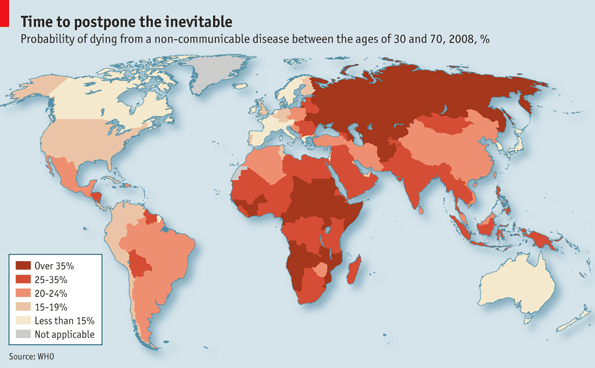 Time to postpone the inevitable
Probability of dying from a non-communicable disease between the ages of 30 and 70, 2008, %
Over 35%
25-35%
20-24%
15-19%
Less than 15%
Not applicable
Source: WHO